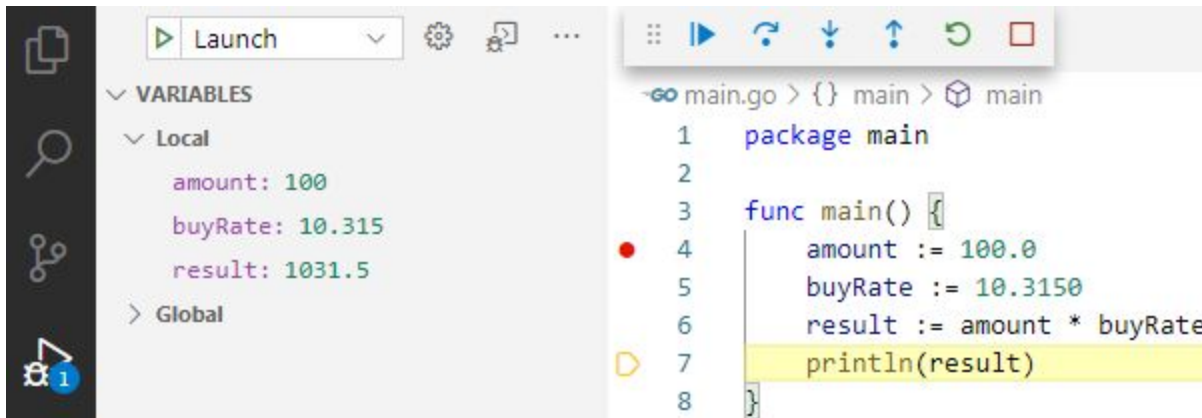 Launch
VARIABLES
Local
amount: 100
buyRate: 10.315
result: 1031.5
Global
1
GO main.go > {} main > main
1 package main
2
3 func main() {
4 amount := 100.0
5 buyRate := 10.3150
6 result := amount * buyRate
7 println(result)
8 }